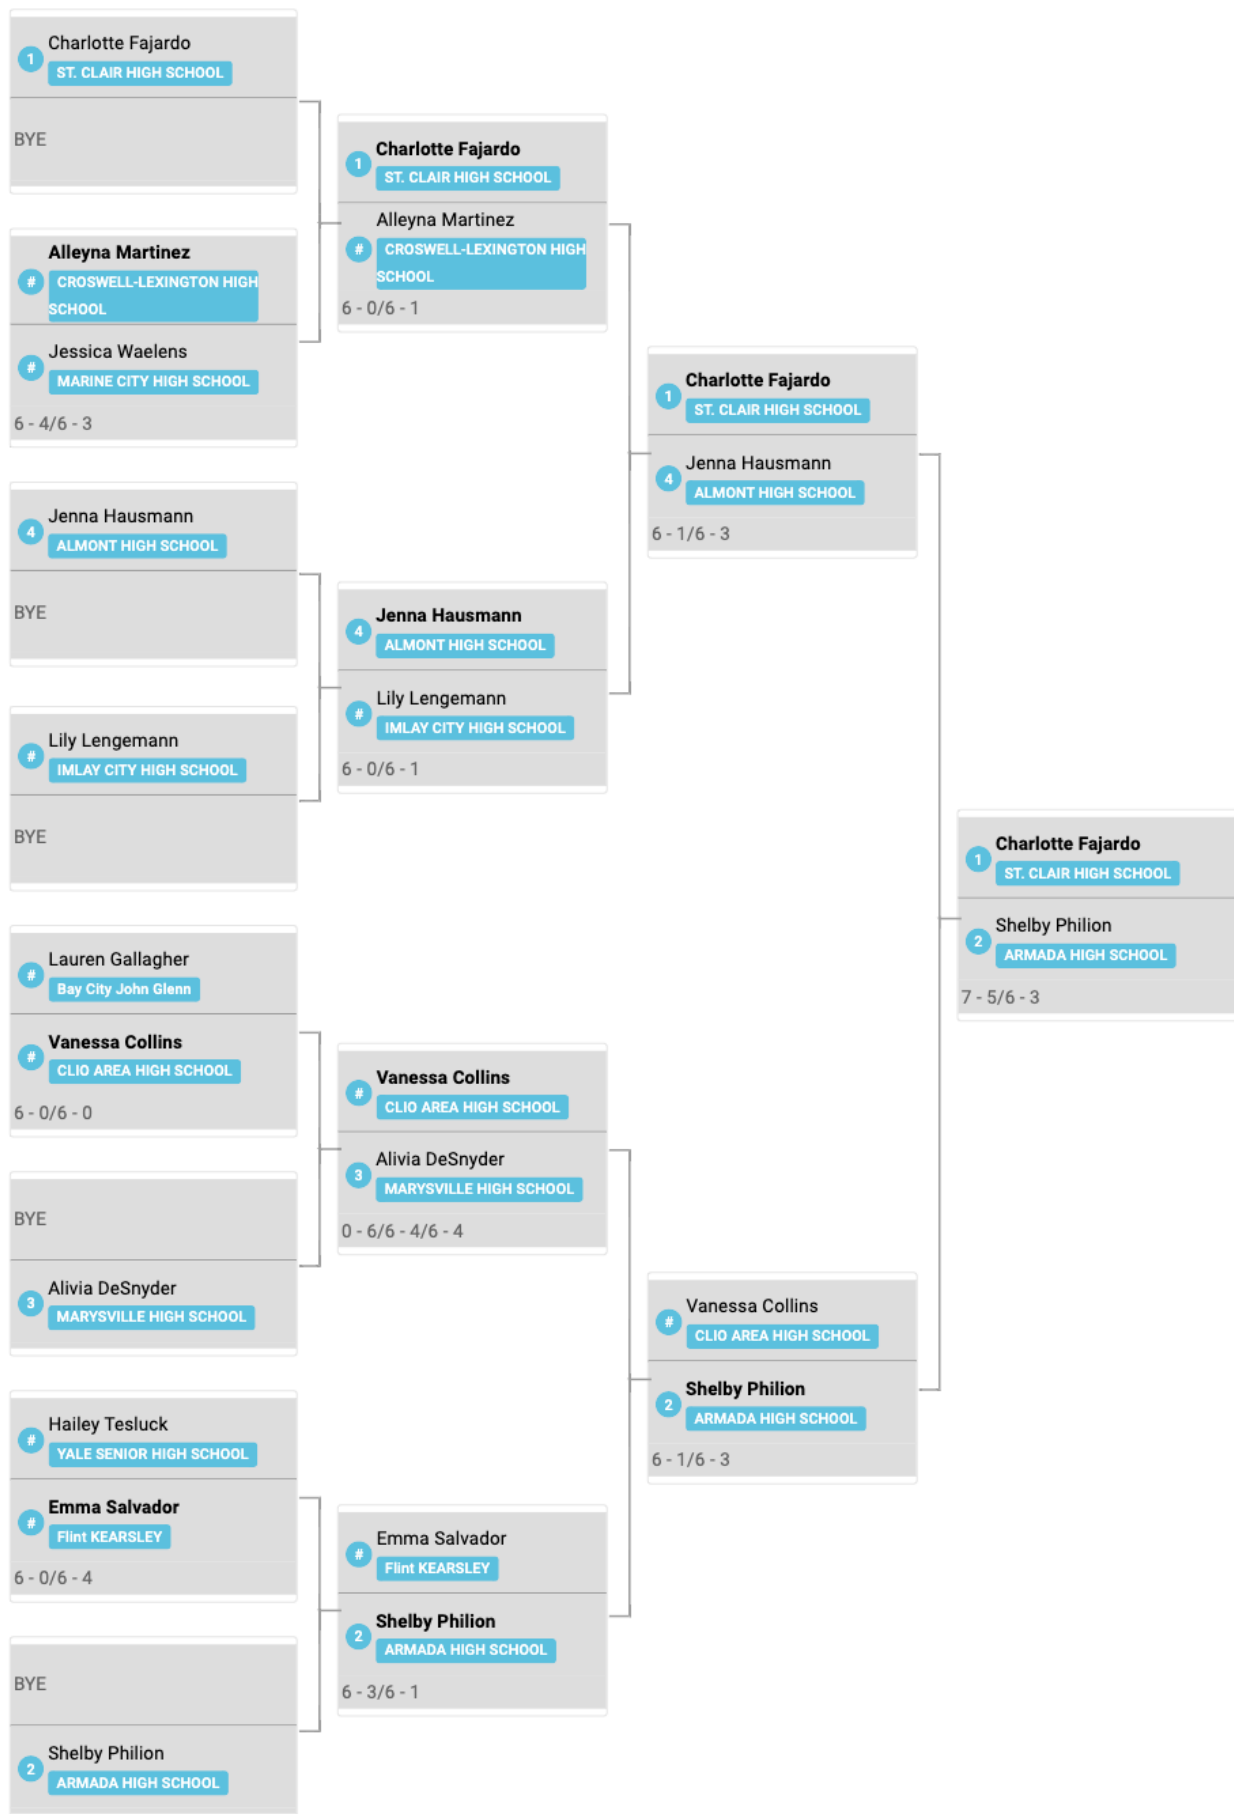 1
Charlotte Fajardo
ST. CLAIR HIGH SCHOOL
BYE
#
Alleyna Martinez
CROSWELL-LEXINGTON HIGH
SCHOOL
#
Jessica Waelens
MARINE CITY HIGH SCHOOL
6 - 4/6 - 3
4
Jenna Hausmann
ALMONT HIGH SCHOOL
BYE
#
Lily Lengemann
IMLAY CITY HIGH SCHOOL
BYE
#
Lauren Gallagher
Bay City John Glenn
#
Vanessa Collins
CLIO AREA HIGH SCHOOL
6 - 0/6 - 0
BYE
3
Alivia DeSnyder
MARYSVILLE HIGH SCHOOL
#
Hailey Tesluck
YALE SENIOR HIGH SCHOOL
#
Emma Salvador
Flint KEARSLEY
6 - 0/6 - 4
BYE
2
Shelby Philion
ARMADA HIGH SCHOOL
1
Charlotte Fajardo
ST. CLAIR HIGH SCHOOL
#
Alleyna Martinez
CROSWELL-LEXINGTON HIGH
SCHOOL
6 - 0/6 - 1
4
Jenna Hausmann
ALMONT HIGH SCHOOL
#
Lily Lengemann
IMLAY CITY HIGH SCHOOL
6 - 0/6 - 1
#
Vanessa Collins
CLIO AREA HIGH SCHOOL
3
Alivia DeSnyder
MARYSVILLE HIGH SCHOOL
0 - 6/6 - 4/6 - 4
#
Emma Salvador
Flint KEARSLEY
2
Shelby Philion
ARMADA HIGH SCHOOL
6 - 3/6 - 1
1
Charlotte Fajardo
ST. CLAIR HIGH SCHOOL
4
Jenna Hausmann
ALMONT HIGH SCHOOL
6 - 1/6 - 3
#
Vanessa Collins
CLIO AREA HIGH SCHOOL
2
Shelby Philion
ARMADA HIGH SCHOOL
6 - 1/6 - 3
1
Charlotte Fajardo
ST. CLAIR HIGH SCHOOL
2
Shelby Philion
ARMADA HIGH SCHOOL
7 - 5/6 - 3